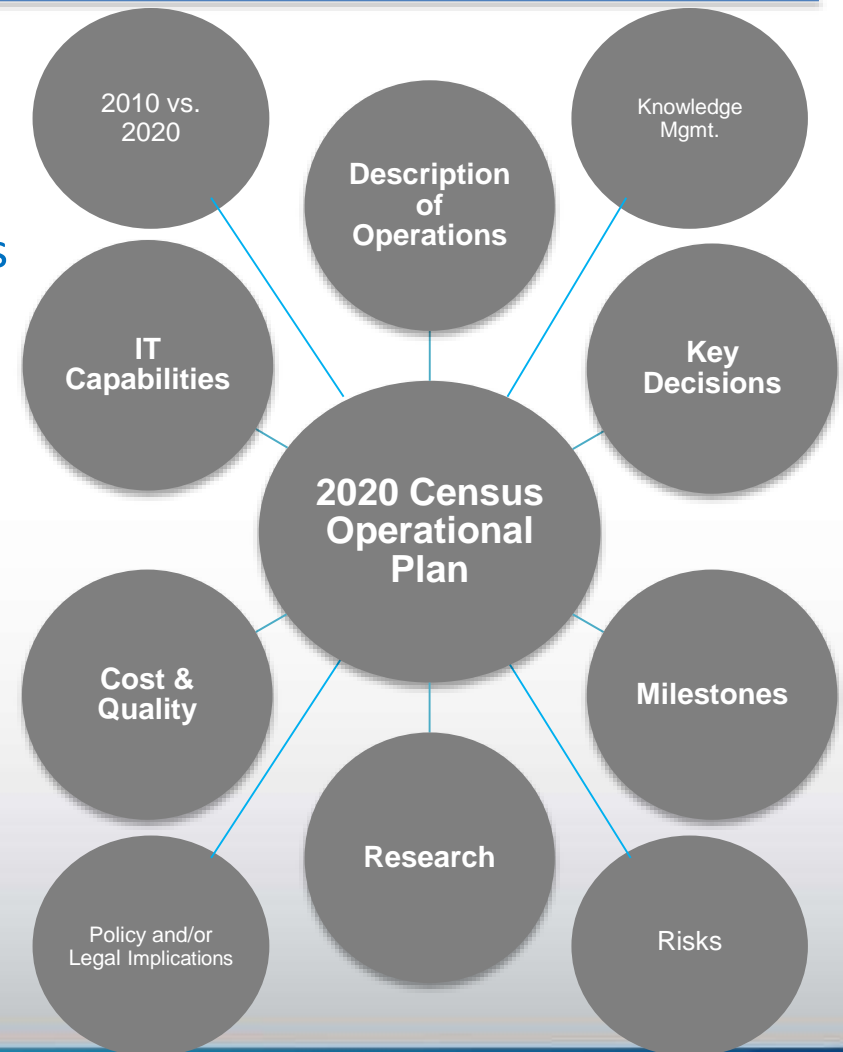 2010 vs.
2020
Knowledge
Mgmt.
Description
of
Operations
s
IT
Capabilities
Key
Decisions
2020 Census
Operational
Plan
Cost &
Quality
Milestones
Research
Policy and/or
Legal Implications
Risks